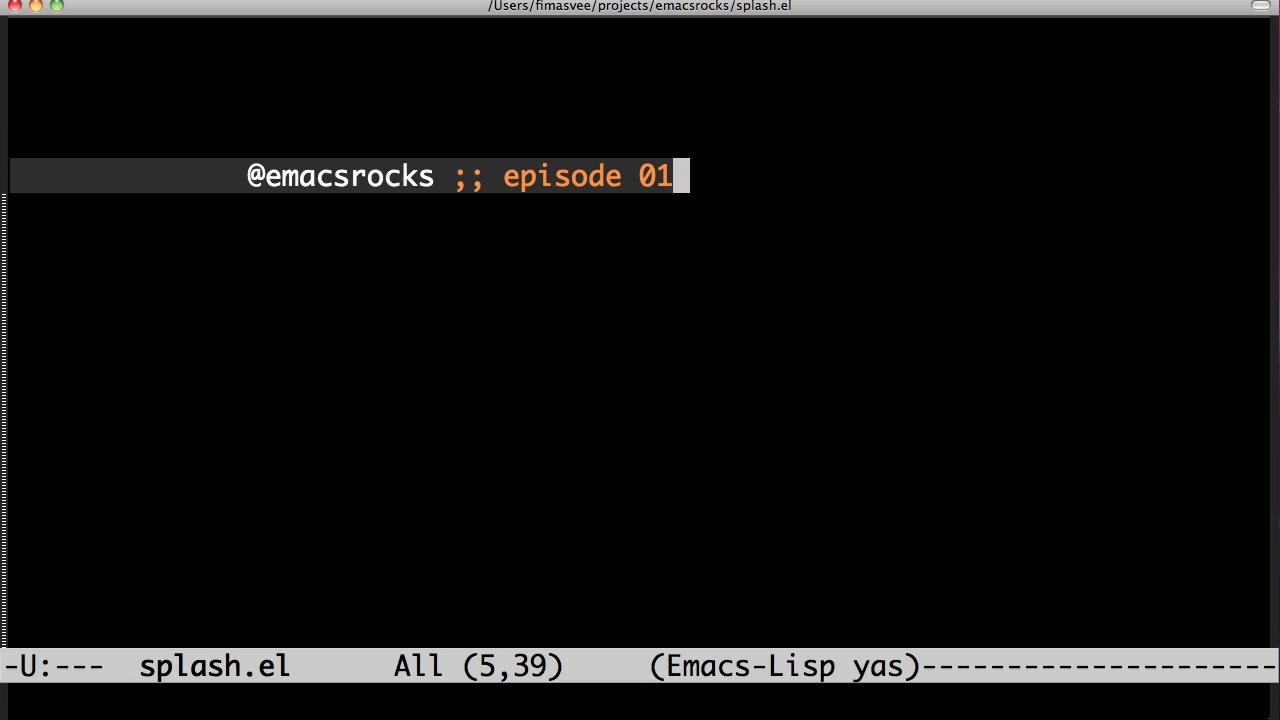 /Users/fimasvee/projects/emacsrocks/splash.el
@emacsrocks ;; episode 01
-U:--- splash.el All (5,39) (Emacs-Lisp yas)---------------------